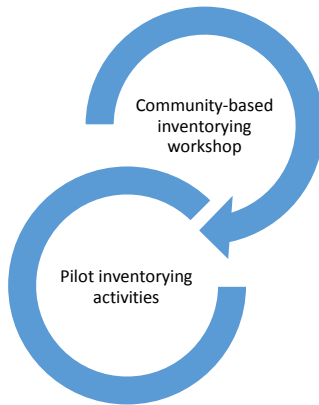 Community-based
inventorying
workshop
Pilot inventorying
activities